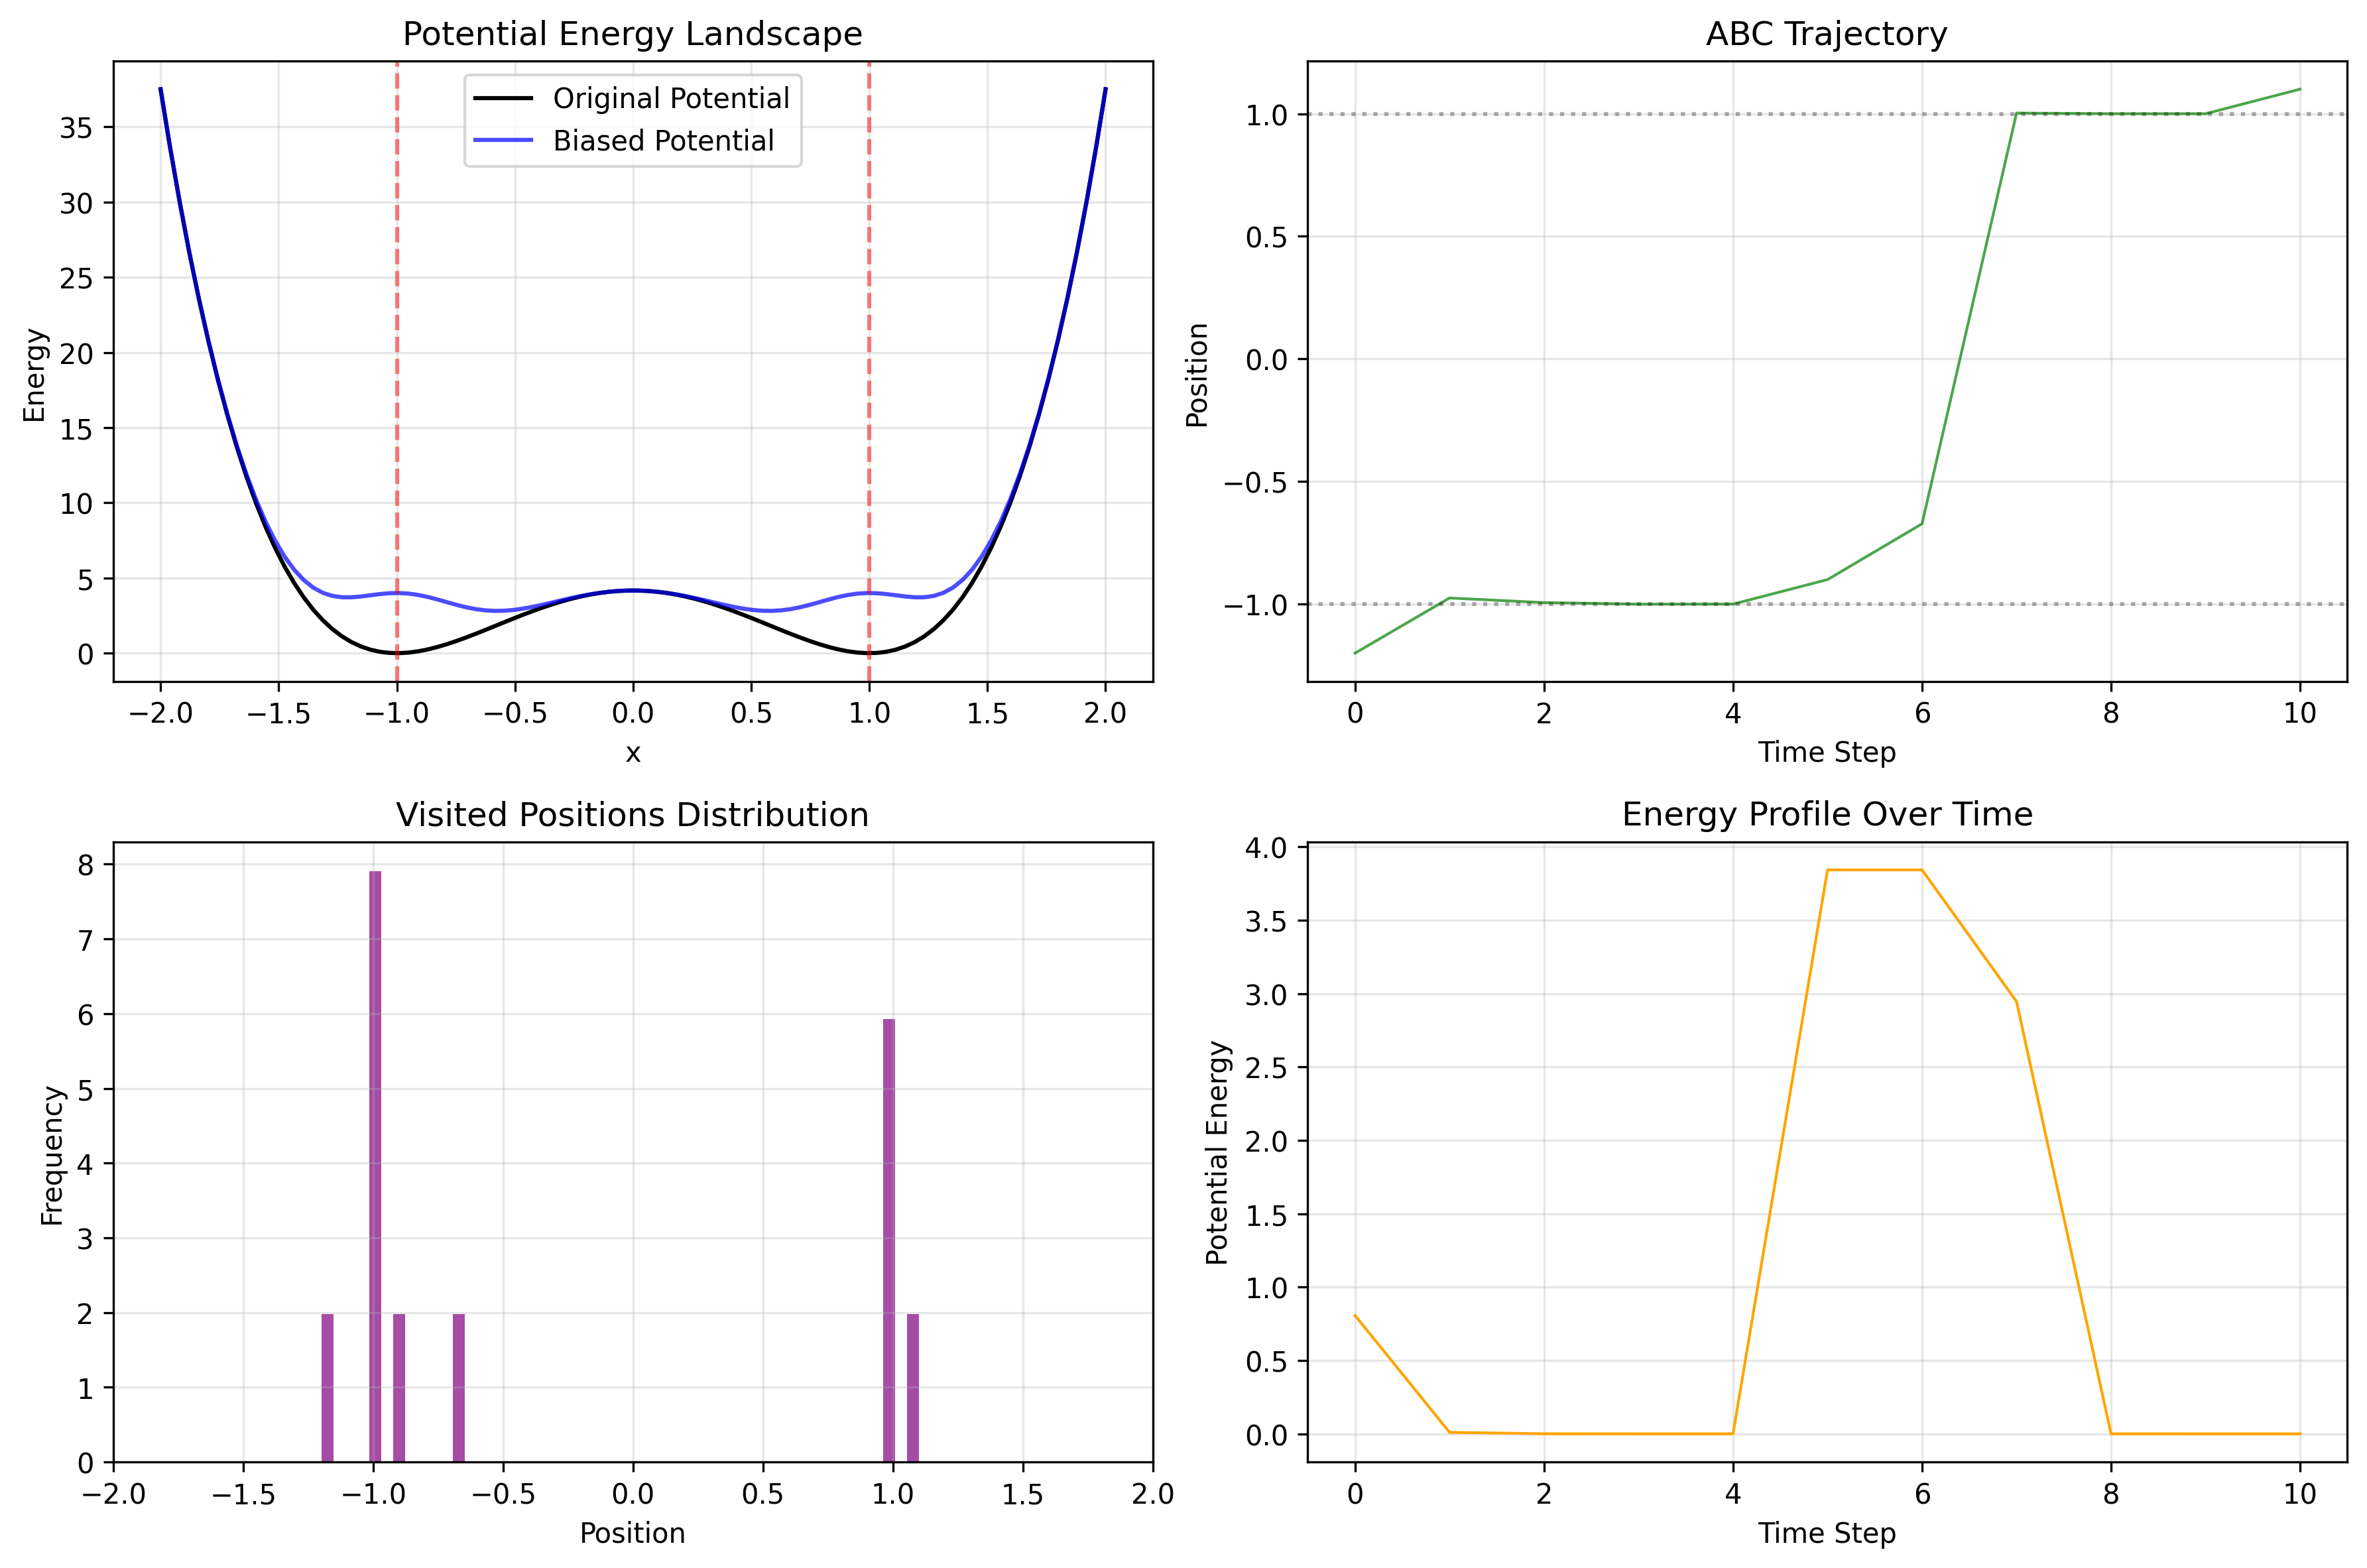 Potential Energy Landscape
Original Potential
Biased Potential
Energy
35
30
25
20
15
10
5
0
−2.0 −1.5 −1.0 −0.5 0.0 0.5 1.0 1.5 2.0
x
ABC Trajectory
Position
1.0
0.5
0.0
−0.5
−1.0
0 2 4 6 8 10
Time Step
Visited Positions Distribution
Frequency
8
7
6
5
4
3
2
1
0
−2.0 −1.5 −1.0 −0.5 0.0 0.5 1.0 1.5 2.0
Position
Energy Profile Over Time
Potential Energy
4.0
3.5
3.0
2.5
2.0
1.5
1.0
0.5
0.0
0 2 4 6 8 10
Time Step